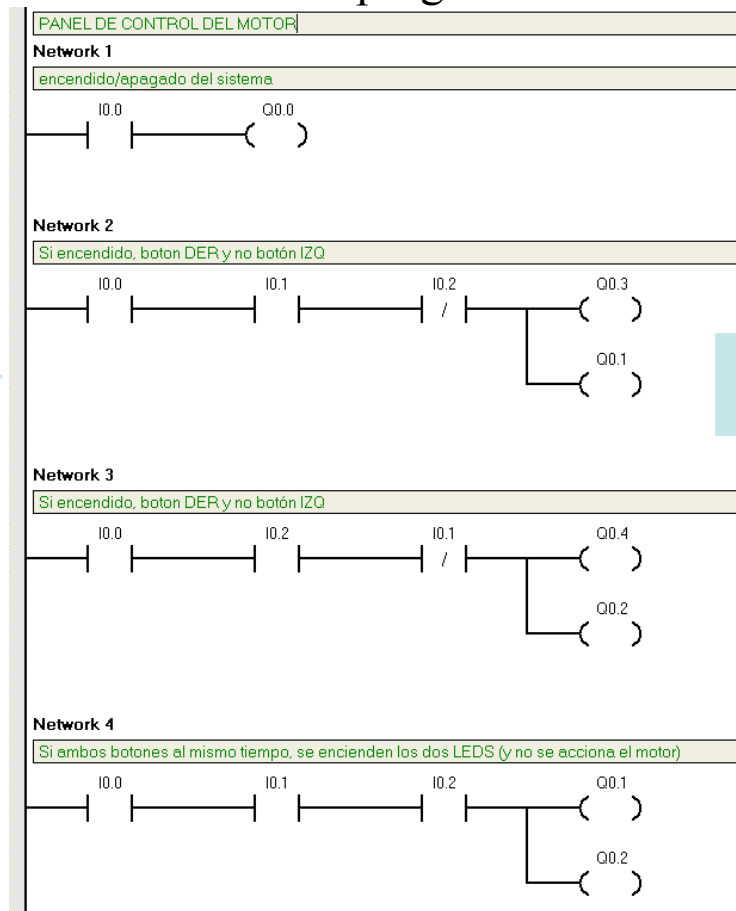 PANEL DE CONTROL DEL MOTOR
Network 1
encendido/apagado del sistema
I0.0 Q0.0
Network 2
Si encendido, boton DER y no botón IZQ
I0.0 I0.1 I0.2 Q0.3
/
Q0.1
Network 3
Si encendido, boton DER y no botón IZQ
I0.0 I0.2 I0.1 Q0.4
/
Q0.2
Network 4
Si ambos botones al mismo tiempo, se encienden los dos LEDS (y no se acciona el motor)
I0.0 I0.1 I0.2 Q0.1
Q0.2